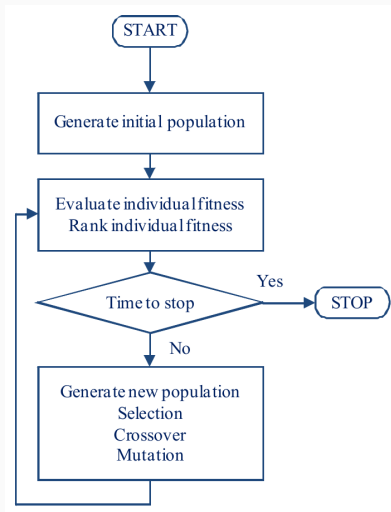 START
Generate initial population
Evaluate individual fitness
Rank individual fitness
Time to stop
Yes
STOP
No
Generate new population
Selection
Crossover
Mutation